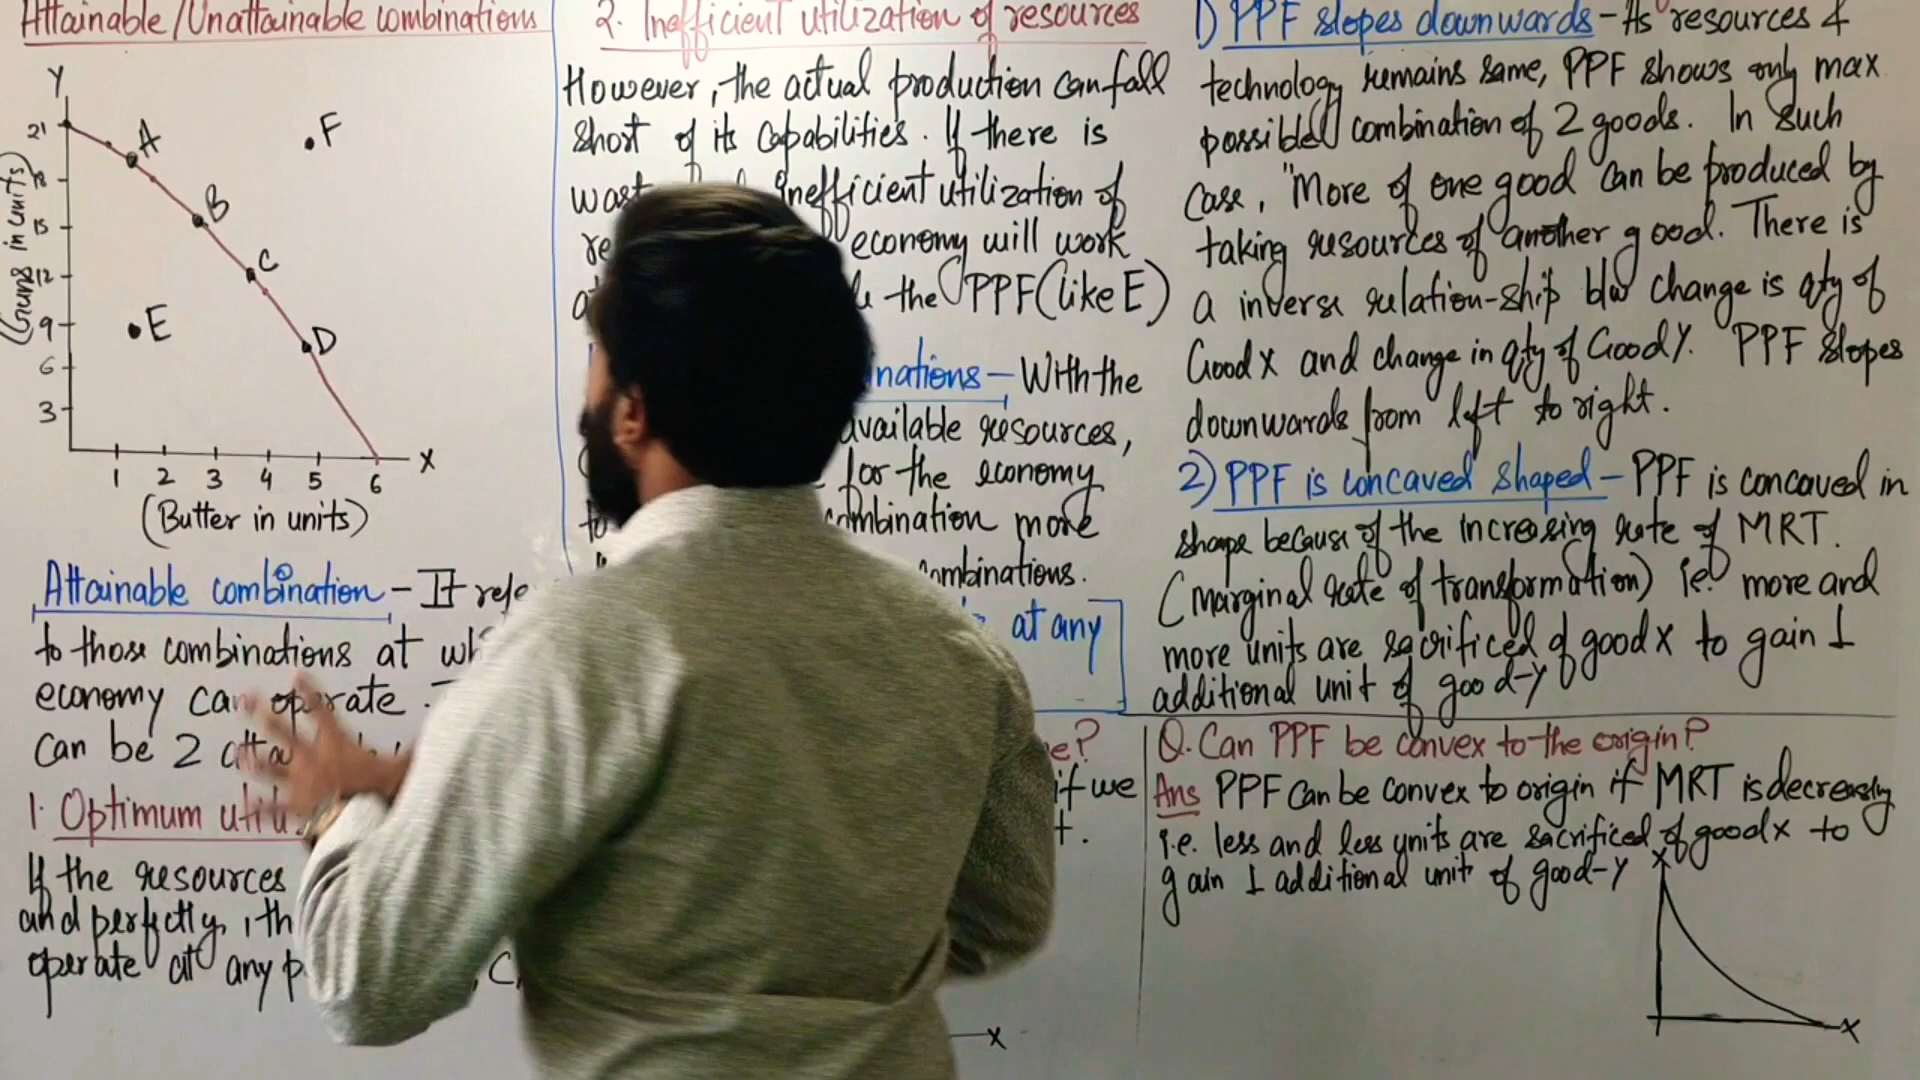 Attainable/Unattainable combinations
Y
21
18
15
12
9
6
3
(Guns in units)
A
B
C
D
E
F
1 2 3 4 5 6
X
(Butter in units)
Attainable combination - It refe
to those combinations at wh
economy can operate.
Can be 2 atta
1. Optimum utili
If the resources
and perfectly, th
operate at any p
2. Inefficient utilization of resources
However, the actual production can fall
short of its capabilities. If there is
wast inefficient utilization of
re economy will work
at the PPF (like E)
nations - With the
available resources,
for the economy
to combination more
combinations.
at any
e?
if we
t.
X
1) PPF slopes downwards - As resources &
technology remains same, PPF shows only max
possible combination of 2 goods. In such
case, "More of one good can be produced by
taking resources of another good. There is
a inverse relation-ship b/w change is qty of
Good X and change in qty of Good Y. PPF slopes
downwards from left to right.
2) PPF is concaved shaped - PPF is concaved in
shape because of the increasing rate of MRT.
(marginal rate of transformation) i.e. more and
more units are sacrificed of good X to gain 1
additional unit of good-Y
Q. Can PPF be convex to the origin?
Ans PPF can be convex to origin if MRT is decreasing
i.e. less and less units are sacrificed of good X to
gain 1 additional unit of good-Y
X
X